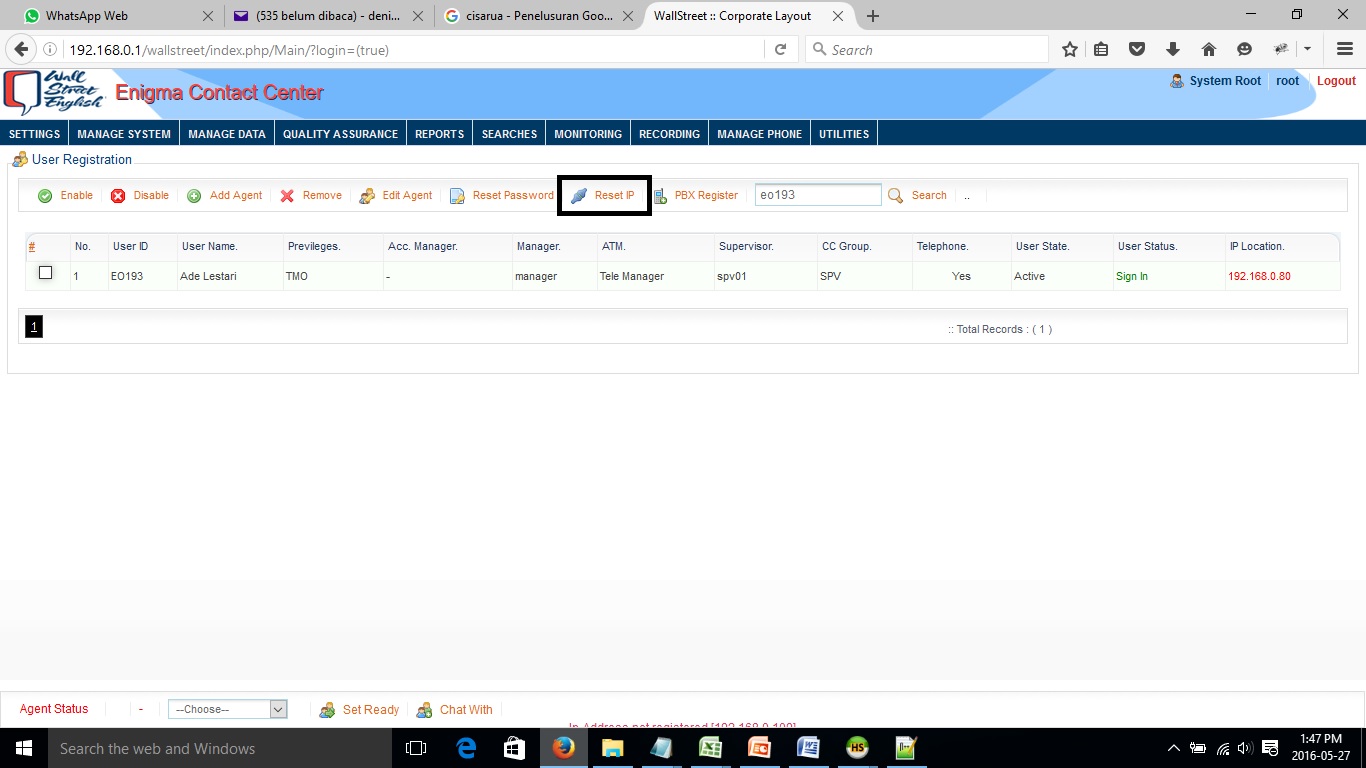 WhatsApp Web
(535 belum dibaca) - deni...
cisarua - Penelusuran Goo...
WallStreet :: Corporate Layout
192.168.0.1/wallstreet/index.php/Main/?login=(true)
Search
Wall Street English
Enigma Contact Center
System Root root Logout
SETTINGS MANAGE SYSTEM MANAGE DATA QUALITY ASSURANCE REPORTS SEARCHES MONITORING RECORDING MANAGE PHONE UTILITIES
User Registration
Enable Disable Add Agent Remove Edit Agent Reset Password Reset IP PBX Register eo193 Search ..
# No. User ID User Name. Previleges. Acc. Manager. Manager. ATM. Supervisor. CC Group. Telephone. User State. User Status. IP Location.
1 EO193 Ade Lestari TMO - manager Tele Manager spv01 SPV Yes Active Sign In 192.168.0.80
1 :: Total Records : ( 1 )
Agent Status - --Choose-- Set Ready Chat With
Ip Address not registered [192.168.0.100]
Search the web and Windows
1:47 PM
2016-05-27